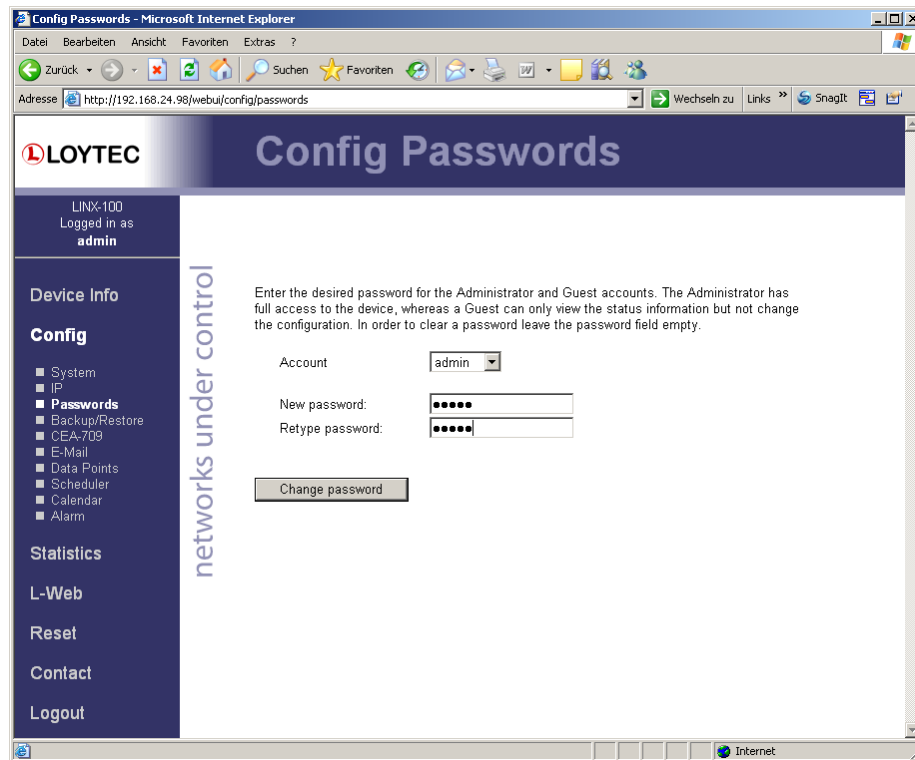 Config Passwords - Microsoft Internet Explorer
Datei Bearbeiten Ansicht Favoriten Extras ?
Zurück Suchen Favoriten
Adresse http://192.168.24.98/webui/config/passwords Wechseln zu Links » SnagIt
LOYTEC
Config Passwords
LINX-100
Logged in as
admin
networks under control
Device Info
Config
System
IP
Passwords
Backup/Restore
CEA-709
E-Mail
Data Points
Scheduler
Calendar
Alarm
Statistics
L-Web
Reset
Contact
Logout
Enter the desired password for the Administrator and Guest accounts. The Administrator has
full access to the device, whereas a Guest can only view the status information but not change
the configuration. In order to clear a password leave the password field empty.
Account admin
New password: •••••
Retype password: •••••
Change password
Internet